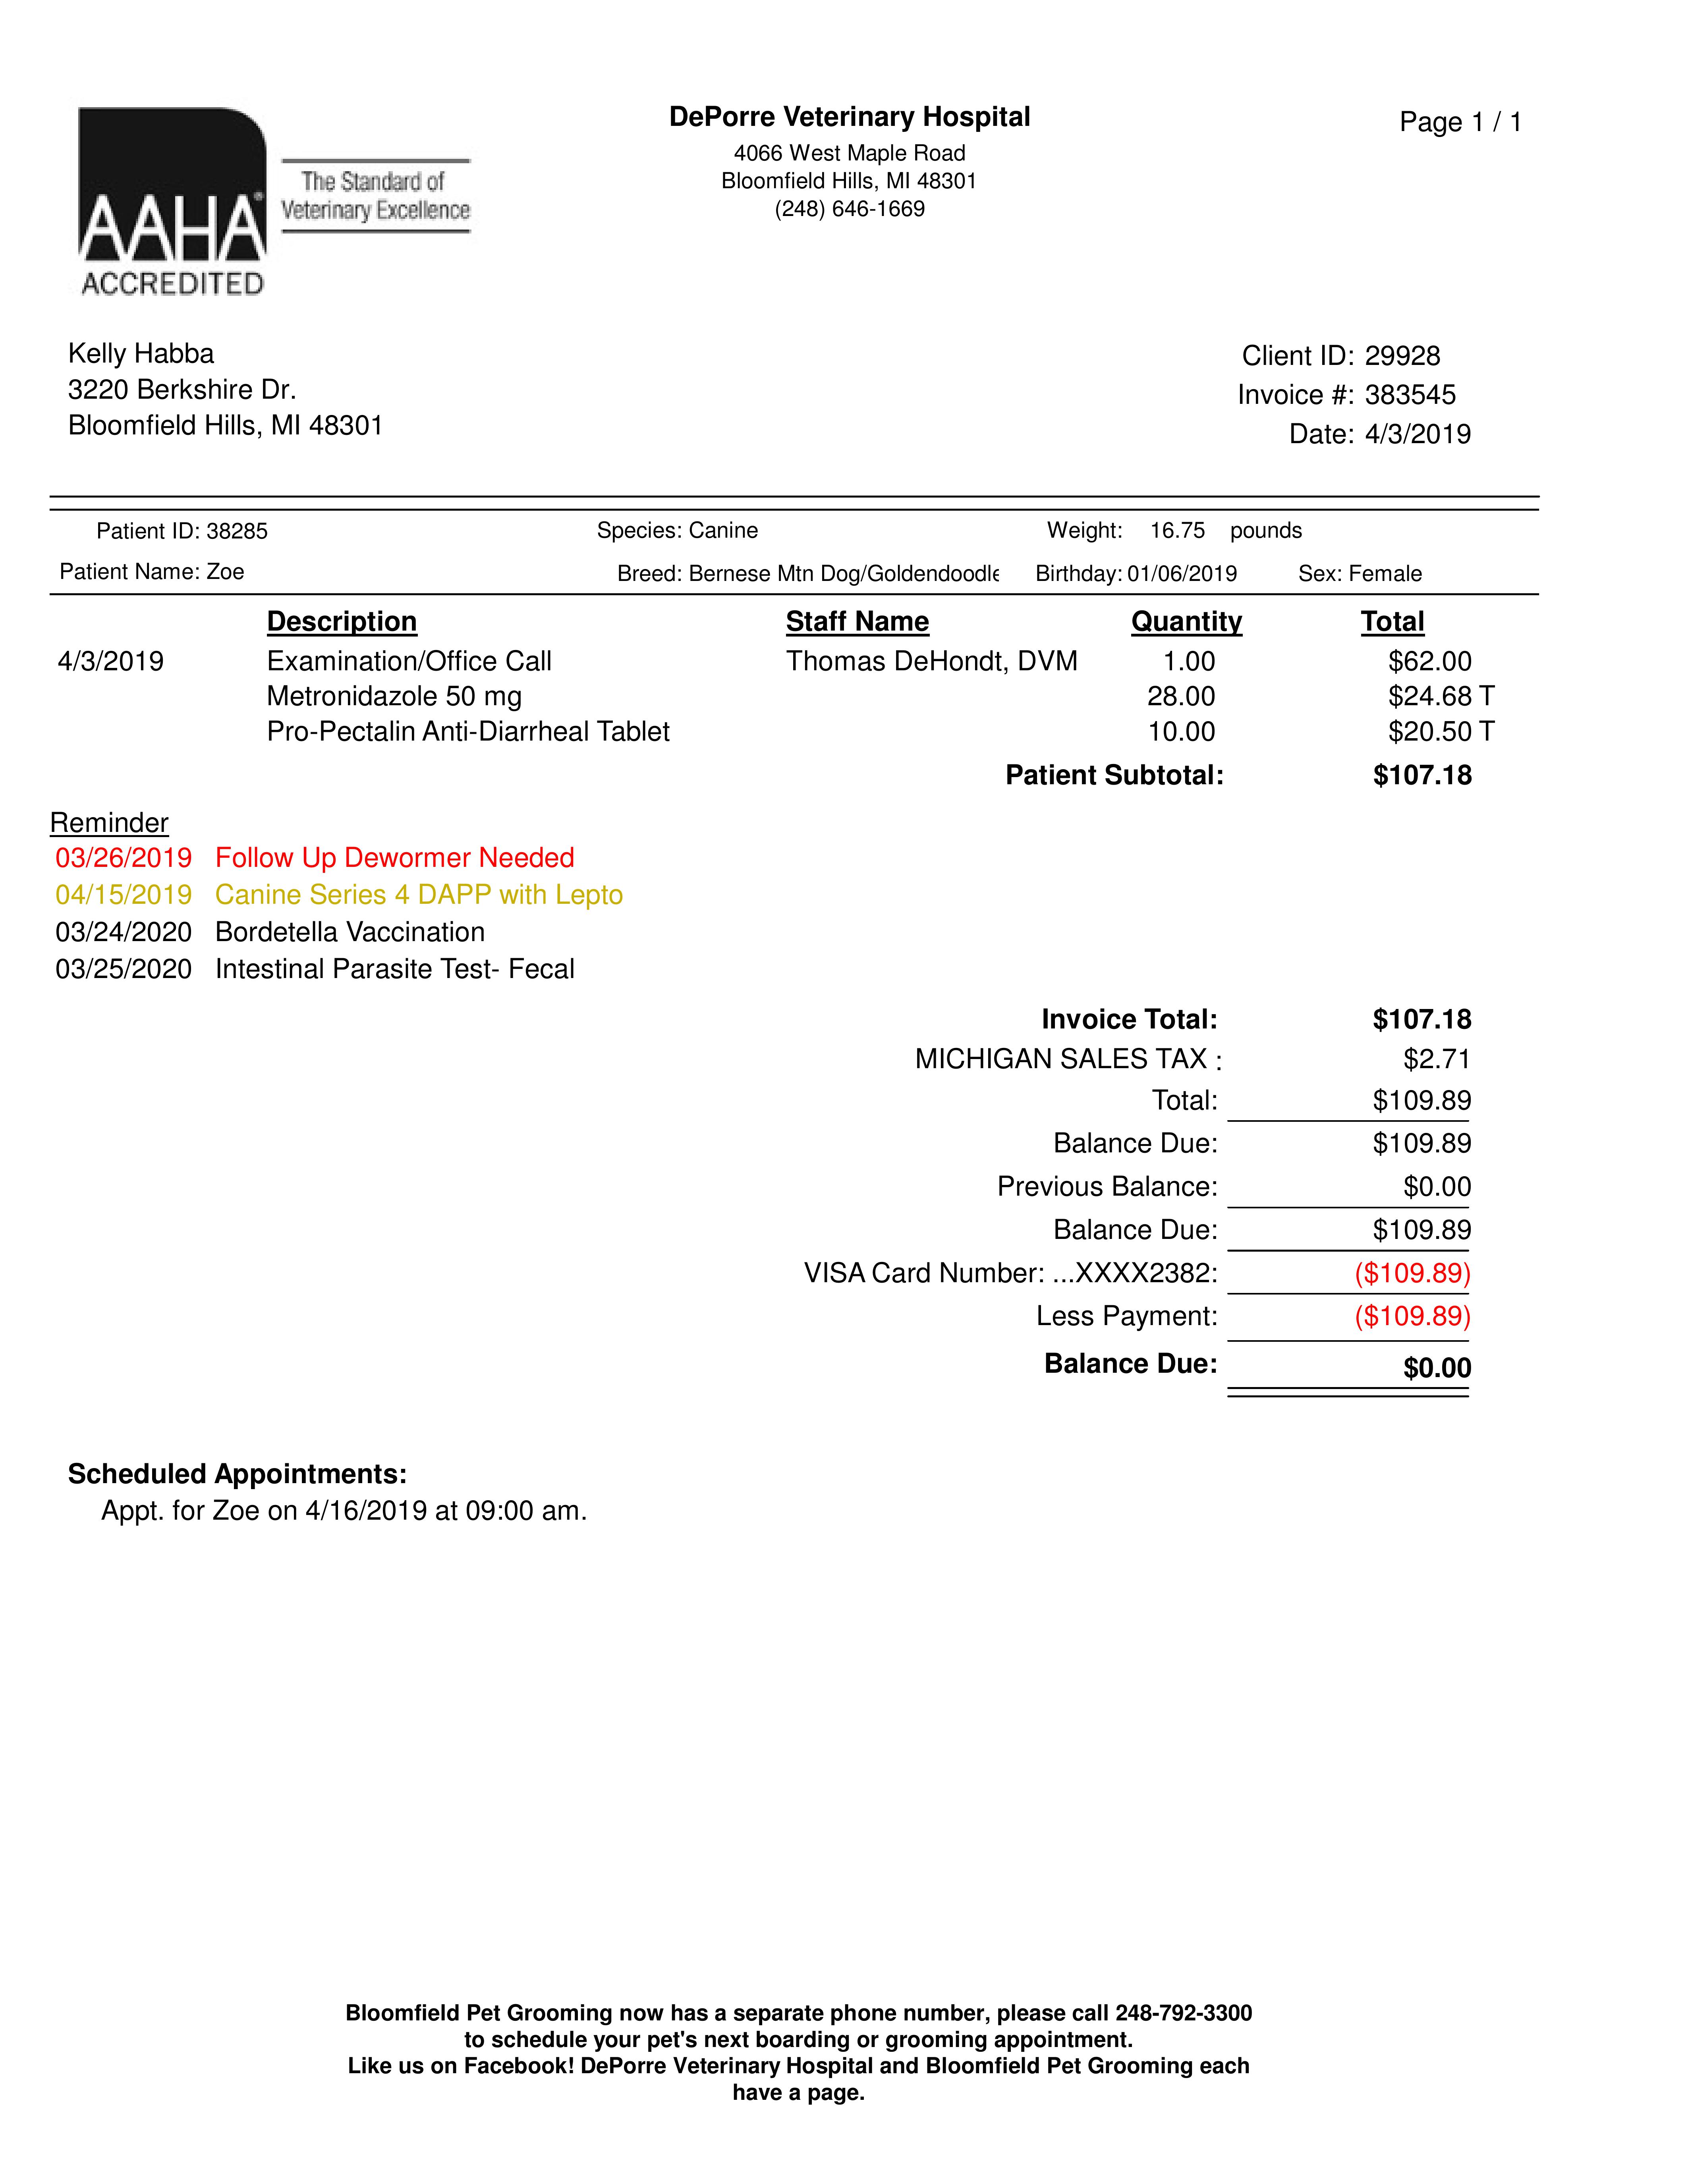 AAHA®
ACCREDITED
The Standard of
Veterinary Excellence
DePorre Veterinary Hospital
4066 West Maple Road
Bloomfield Hills, MI 48301
(248) 646-1669
Page 1 / 1
Kelly Habba
3220 Berkshire Dr.
Bloomfield Hills, MI 48301
Client ID: 29928
Invoice #: 383545
Date: 4/3/2019
Patient ID: 38285 Species: Canine Weight: 16.75 pounds
Patient Name: Zoe Breed: Bernese Mtn Dog/Goldendoodle Birthday: 01/06/2019 Sex: Female
Description Staff Name Quantity Total
4/3/2019 Examination/Office Call Thomas DeHondt, DVM 1.00 $62.00
Metronidazole 50 mg 28.00 $24.68 T
Pro-Pectalin Anti-Diarrheal Tablet 10.00 $20.50 T
Patient Subtotal: $107.18
Reminder
03/26/2019 Follow Up Dewormer Needed
04/15/2019 Canine Series 4 DAPP with Lepto
03/24/2020 Bordetella Vaccination
03/25/2020 Intestinal Parasite Test- Fecal
Invoice Total: $107.18
MICHIGAN SALES TAX : $2.71
Total: $109.89
Balance Due: $109.89
Previous Balance: $0.00
Balance Due: $109.89
VISA Card Number: ...XXXX2382: ($109.89)
Less Payment: ($109.89)
Balance Due: $0.00
Scheduled Appointments:
Appt. for Zoe on 4/16/2019 at 09:00 am.
Bloomfield Pet Grooming now has a separate phone number, please call 248-792-3300
to schedule your pet's next boarding or grooming appointment.
Like us on Facebook! DePorre Veterinary Hospital and Bloomfield Pet Grooming each
have a page.